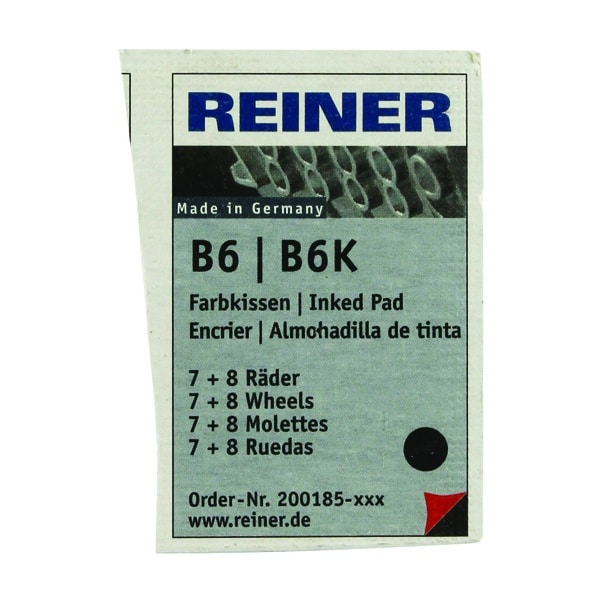 REINER
Made in Germany
B6 | B6K
Farbkissen | Inked Pad
Encrier | Almohadilla de tinta
7 + 8 Räder
7 + 8 Wheels
7 + 8 Molettes
7 + 8 Ruedas
Order-Nr. 200185-xxx
www.reiner.de